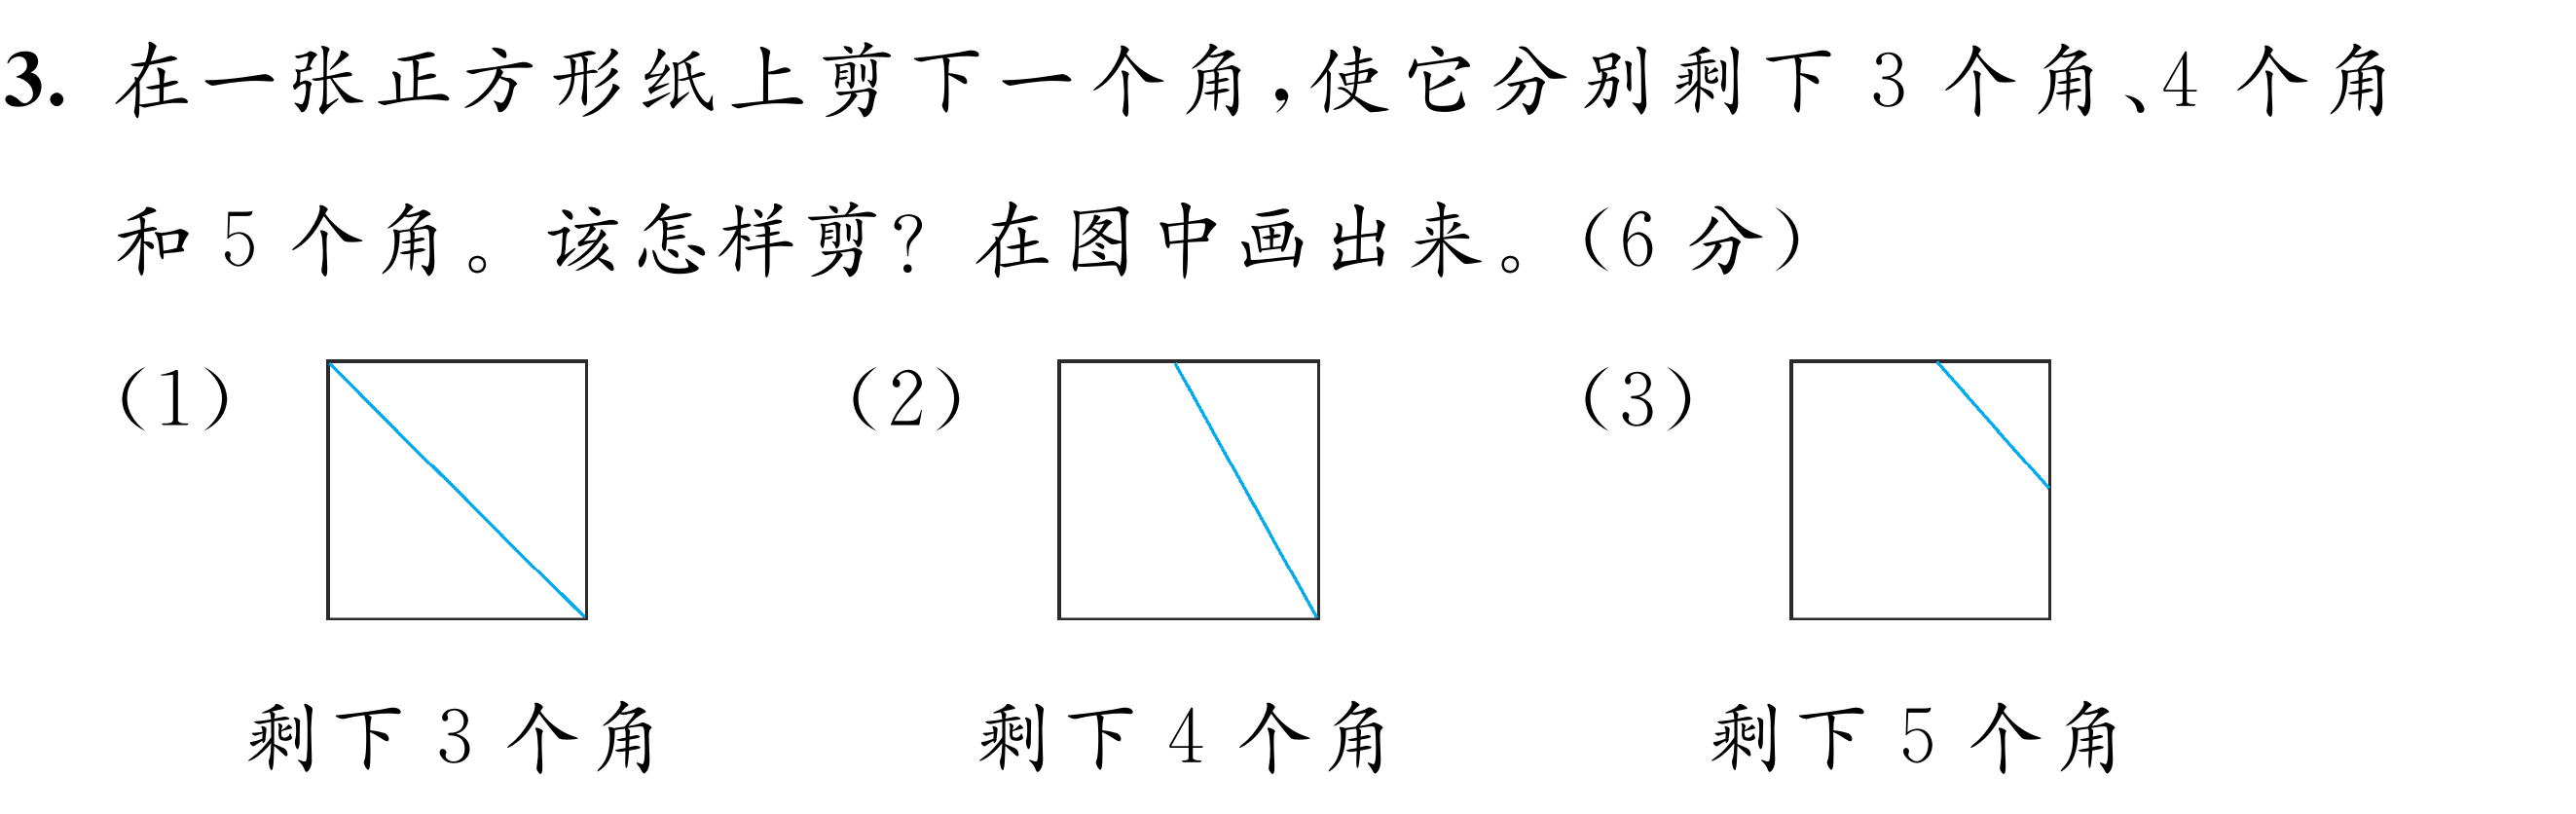 3. 在一张正方形纸上剪下一个角,使它分别剩下 3 个角、4 个角
和 5 个角。该怎样剪? 在图中画出来。(6 分)
(1) (2) (3)
剩下 3 个角 剩下 4 个角 剩下 5 个角